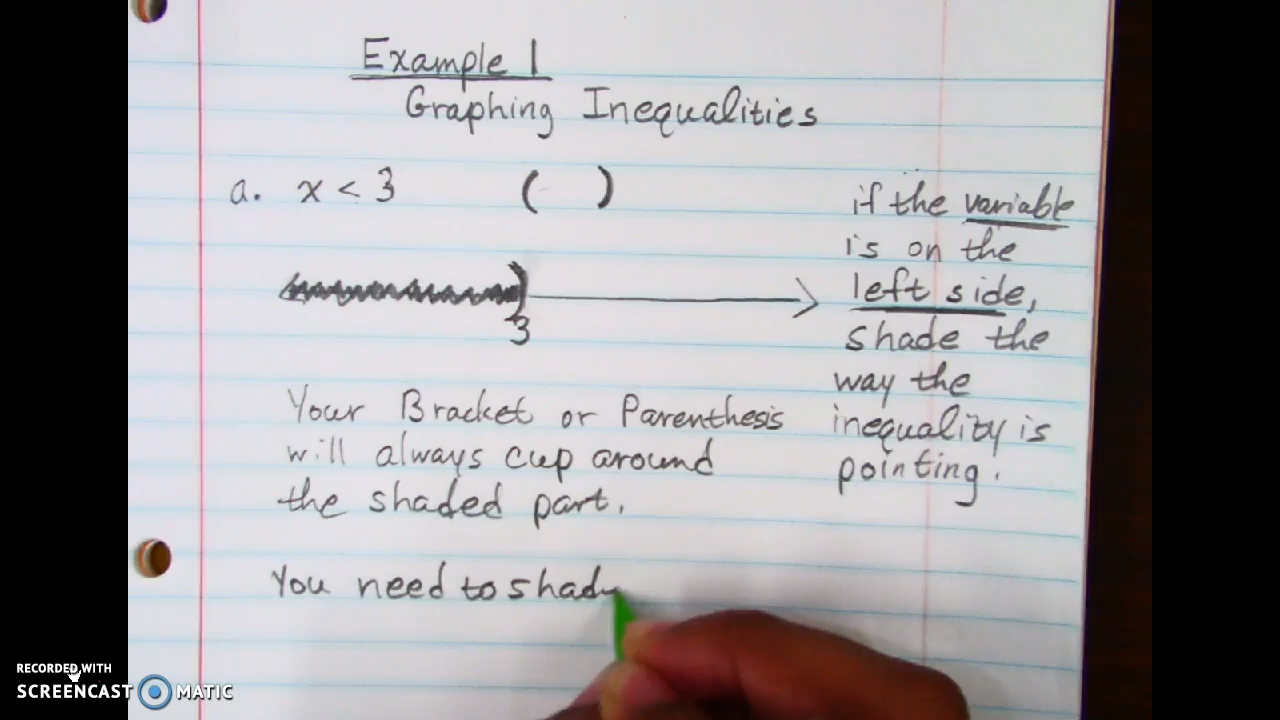 Example 1
Graphing Inequalities
a. x < 3 ( )
)
3
Your Bracket or Parenthesis
will always cup around
the shaded part.
You need to shad
if the variable
is on the
left side,
shade the
way the
inequality is
pointing.
RECORDED WITH
SCREENCAST MATIC